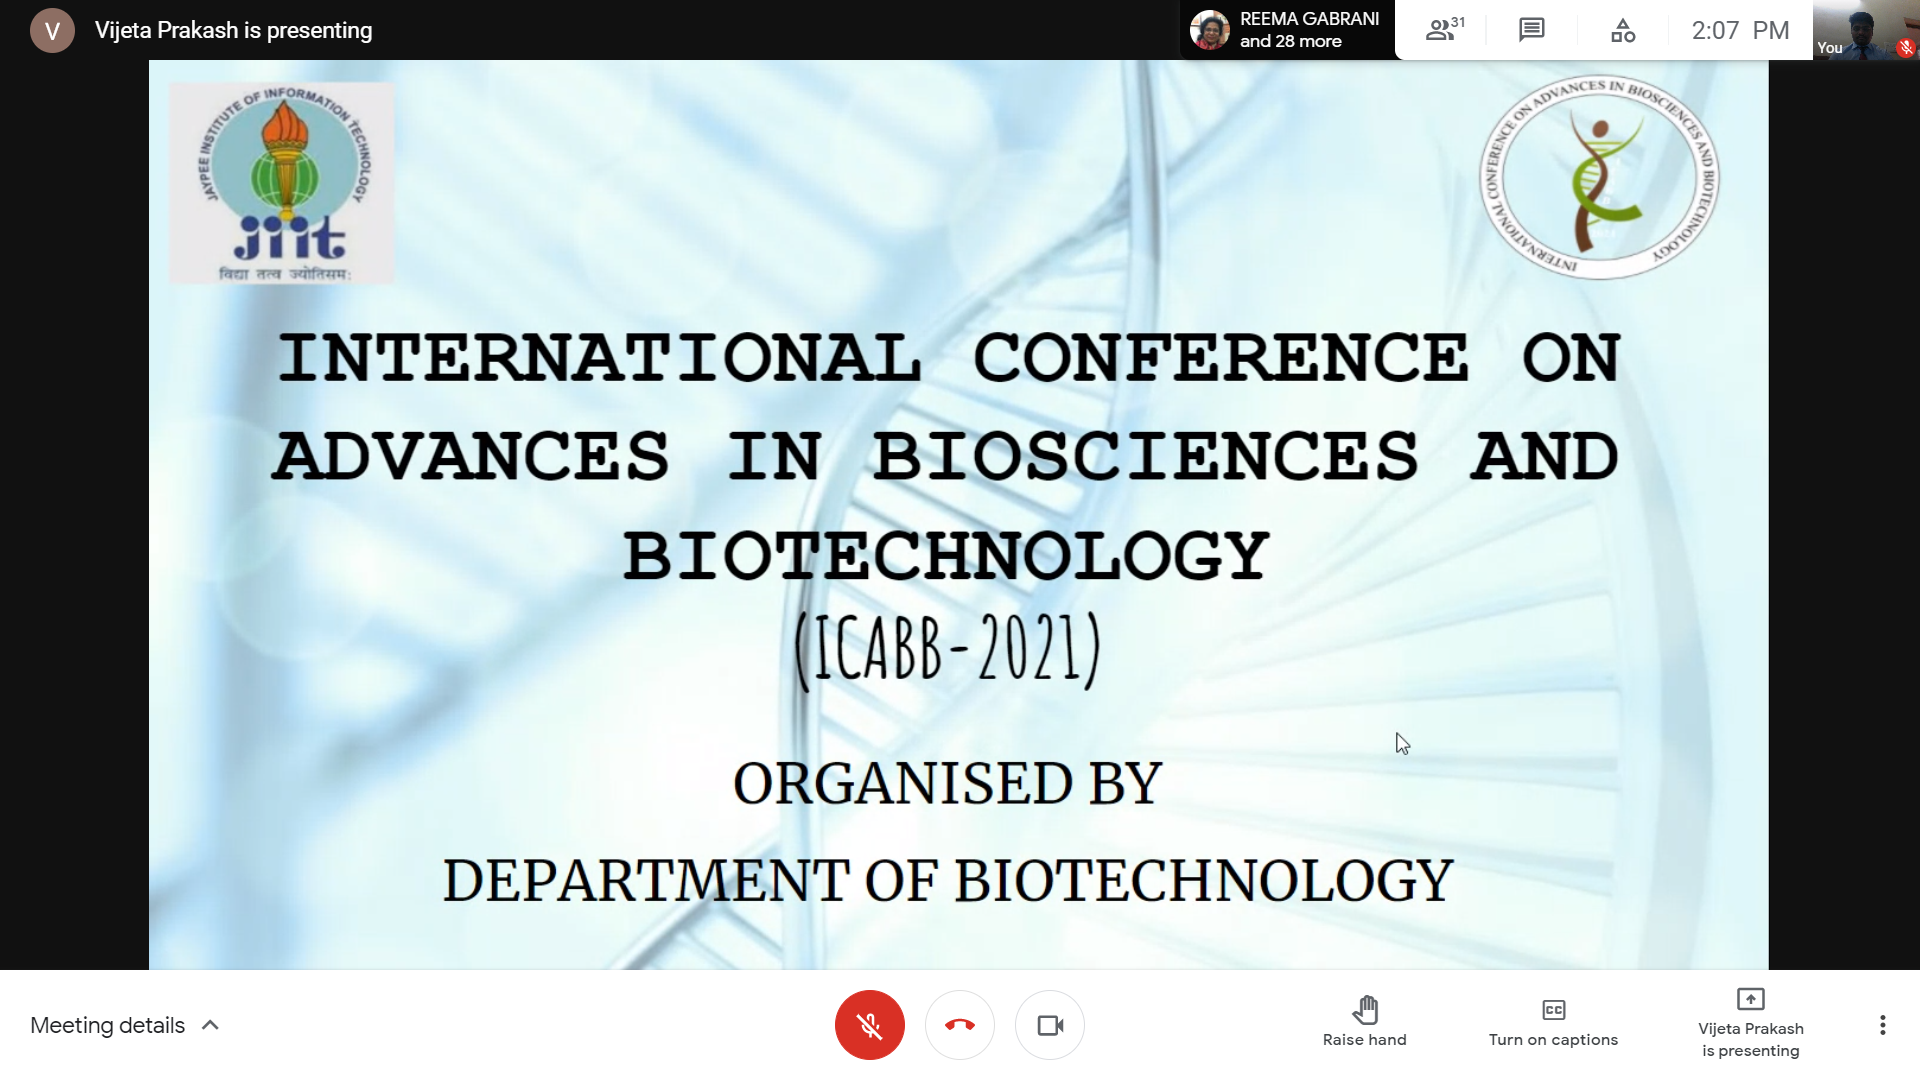 V
Vijeta Prakash is presenting
REEMA GABRANI
and 28 more
31
2:07 PM
You
JAYPEE INSTITUTE OF INFORMATION TECHNOLOGY
jiit
विद्या तत्व ज्योतिसमः
INTERNATIONAL CONFERENCE ON ADVANCES IN BIOSCIENCES AND BIOTECHNOLOGY
INTERNATIONAL CONFERENCE ON
ADVANCES IN BIOSCIENCES AND
BIOTECHNOLOGY
(ICABB-2021)
ORGANISED BY
DEPARTMENT OF BIOTECHNOLOGY
Meeting details
Raise hand
CC
Turn on captions
Vijeta Prakash
is presenting